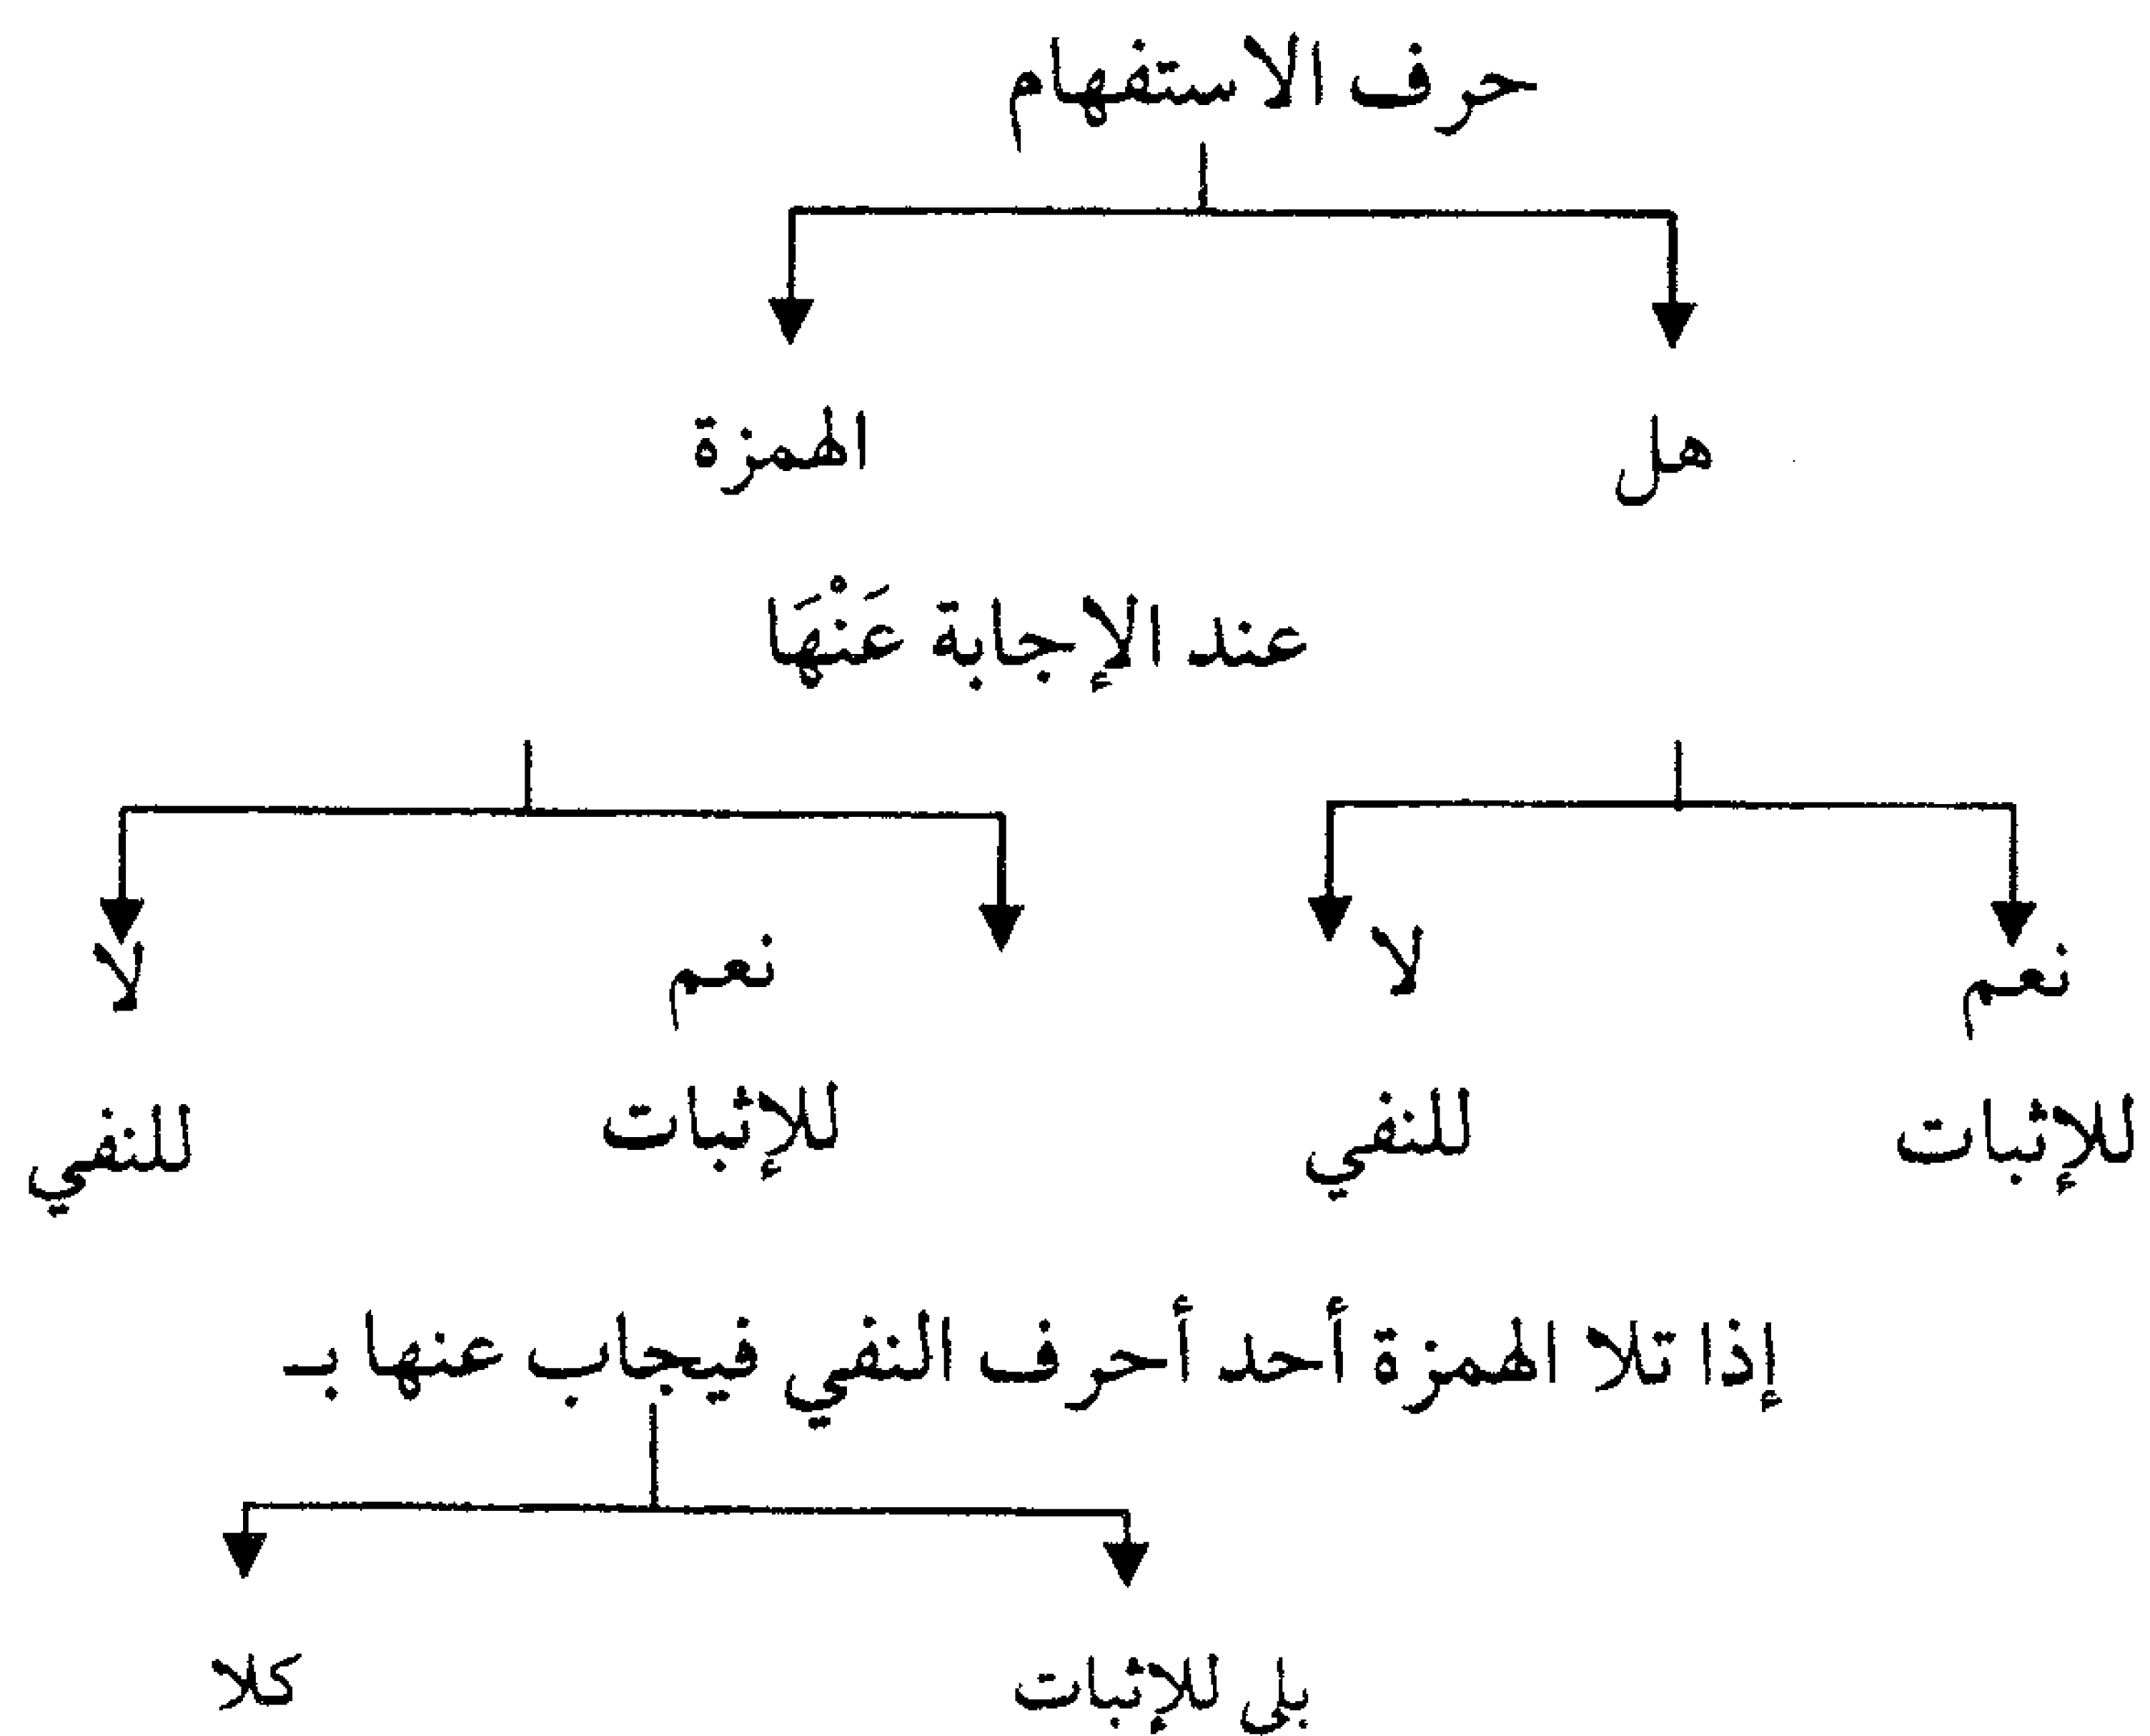 حرف الاستفهام
هل الهمزة
عند الإجابة عَنْهَا
نعم لا نعم لا
للإثبات للنفي للإثبات للنفي
إذا تلا الهمزة أحد أحرف النفي فيجاب عنها بـ
بلى للإثبات كلا